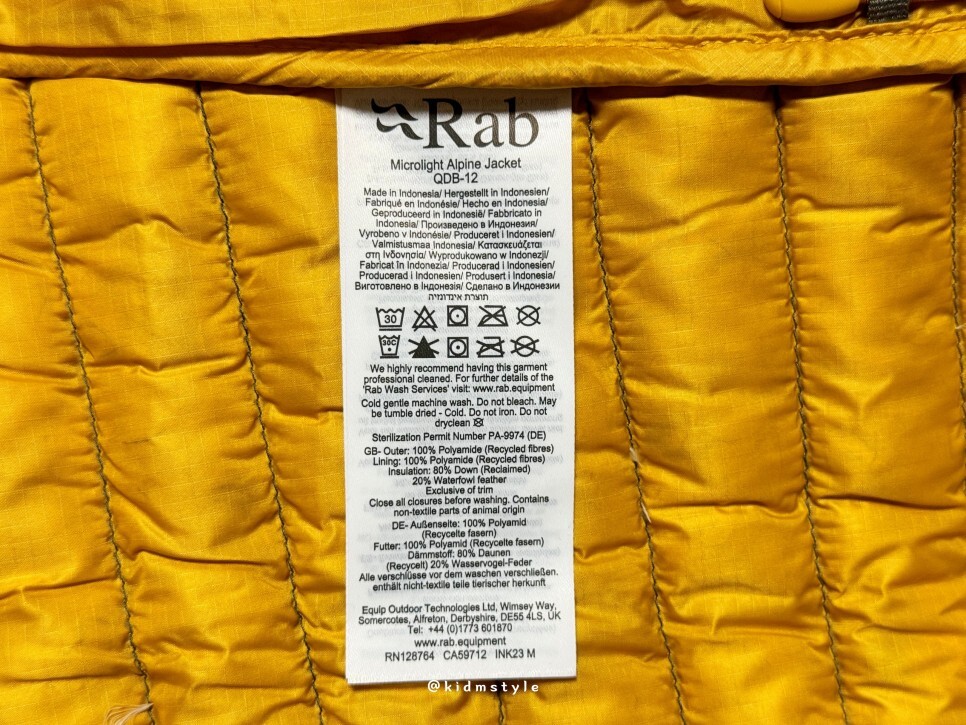 Rab
Microlight Alpine Jacket
QDB-12
Made in Indonesia/ Hergestellt in Indonesien/
Fabriqué en Indonésie/ Hecho en Indonesia/
Geproduceerd in Indonesië/ Fabbricato in
Indonesia/ Произведено в Индонезия/
Vyrobeno v Indonésie/ Produceret i Indonesien/
Valmistusmaa Indonesia/ Κατασκευάζεται
στη Ινδονησία/ Wyprodukowano w Indonezji/
Fabricat în Indonezia/ Producerad i Indonesien/
Producerad i Indonesien/ Produsert i Indonesia/
Виготовлено в Індонезія/ Сделано в Индонезии
תוצרת אינדונזיה
30
30C
We highly recommend having this garment
professional cleaned. For further details of the
'Rab Wash Services' visit: www.rab.equipment
Cold gentle machine wash. Do not bleach. May
be tumble dried - Cold. Do not iron. Do not
dryclean
Sterilization Permit Number PA-9974 (DE)
GB- Outer: 100% Polyamide (Recycled fibres)
Lining: 100% Polyamide (Recycled fibres)
Insulation: 80% Down (Reclaimed)
20% Waterfowl feather
Exclusive of trim
Close all closures before washing. Contains
non-textile parts of animal origin
DE- Außenseite: 100% Polyamid
(Recycelte fasern)
Futter: 100% Polyamid (Recycelte fasern)
Dämmstoff: 80% Daunen
(Recycelt) 20% Wasservogel-Feder
Alle verschlüsse vor dem waschen verschließen.
enthält nicht-textile teile tierischer herkunft
Equip Outdoor Technologies Ltd, Wimsey Way,
Somercotes, Alfreton, Derbyshire, DE55 4LS, UK
Tel: +44 (0)1773 601870
www.rab.equipment
RN128764 CA59712 INK23 M
@kidmstyle